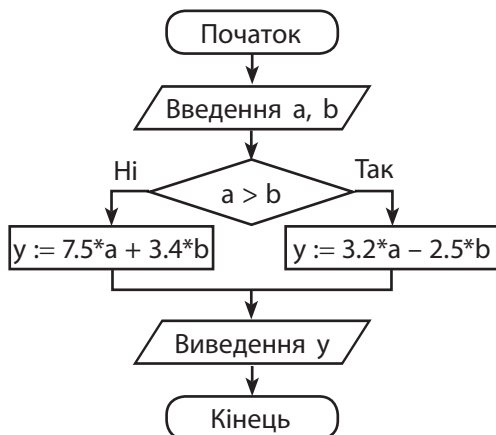 Початок
Введення a, b
Ні
Так
a > b
y := 7.5*a + 3.4*b
y := 3.2*a – 2.5*b
Виведення y
Кінець